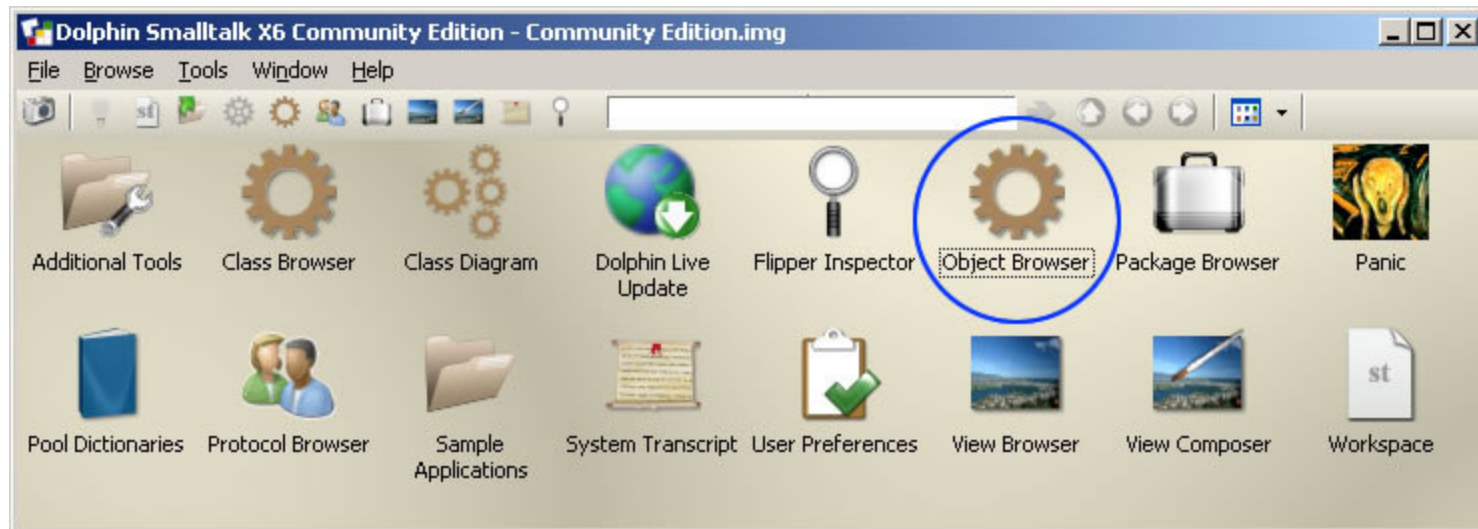 Dolphin Smalltalk X6 Community Edition - Community Edition.img
File Browse Tools Window Help
st
Additional Tools Class Browser Class Diagram Dolphin Live Update Flipper Inspector Object Browser Package Browser Panic
st
Pool Dictionaries Protocol Browser Sample Applications System Transcript User Preferences View Browser View Composer Workspace